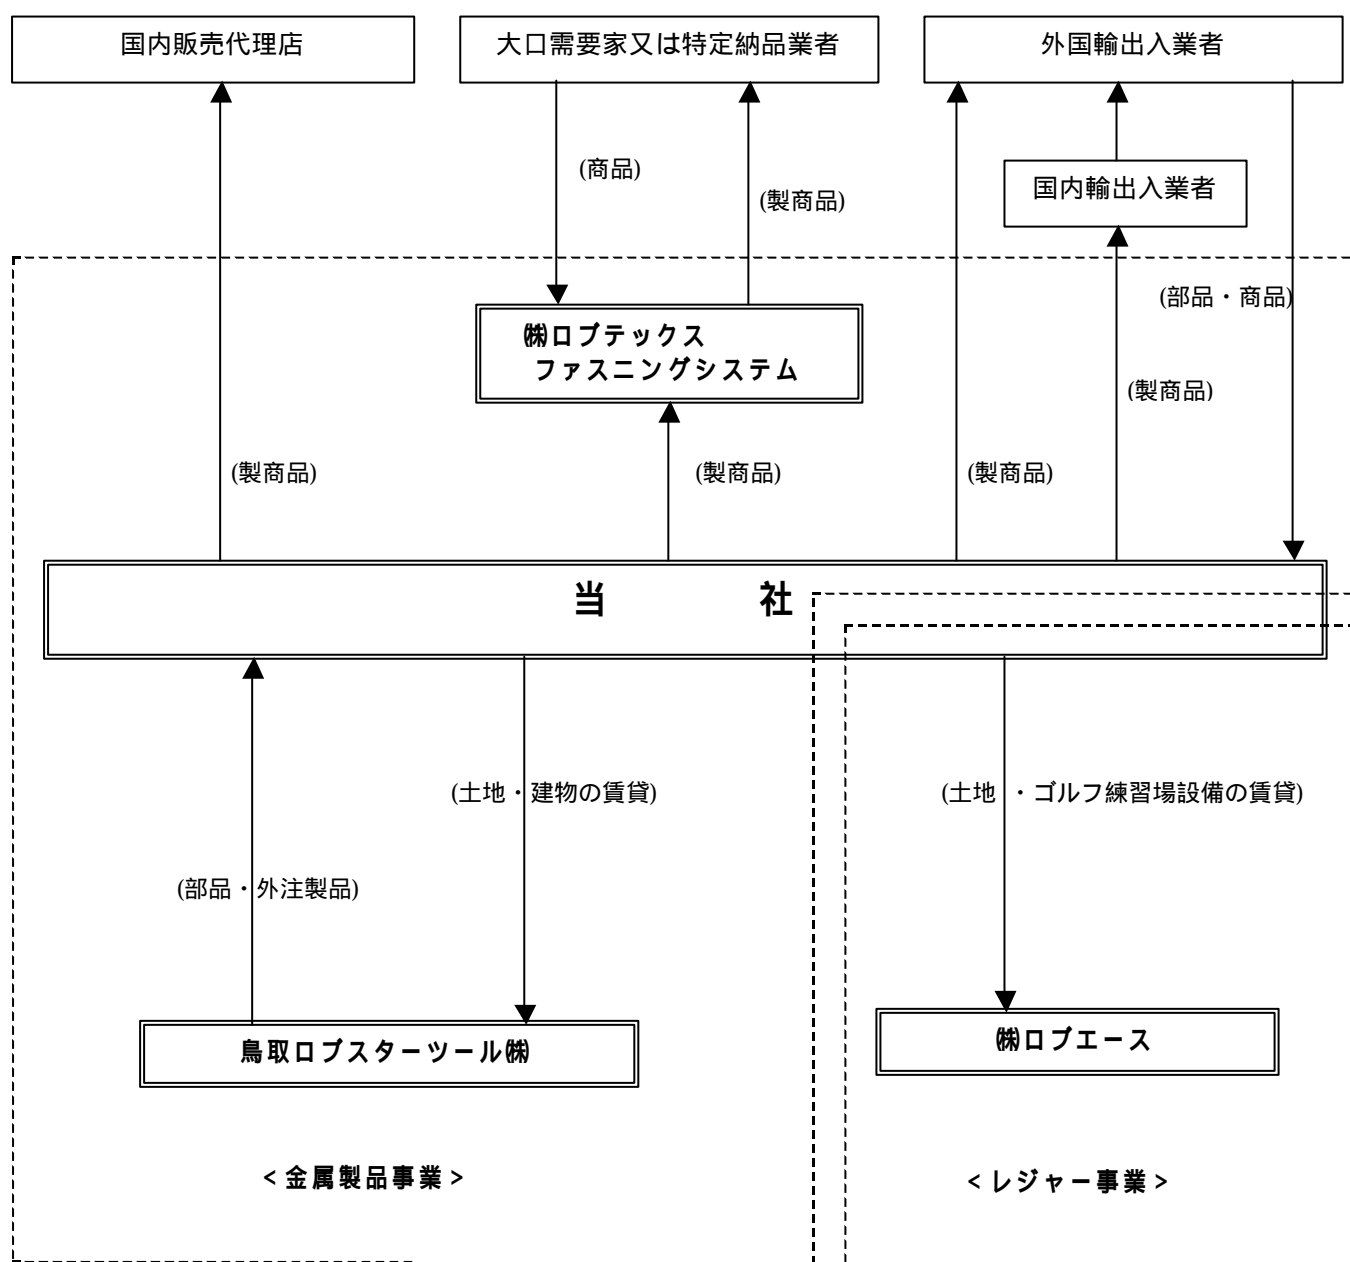 国内販売代理店
大口需要家又は特定納品業者
外国輸出入業者
(商品)
(製商品)
国内輸出入業者
(部品・商品)
㈱ロブテックス
ファスニングシステム
(製商品)
(製商品)
(製商品)
(製商品)
当 社
(土地・建物の賃貸)
(土地 ・ゴルフ練習場設備の賃貸)
(部品・外注製品)
鳥取ロブスターツール㈱
㈱ロブエース
<金属製品事業>
<レジャー事業>